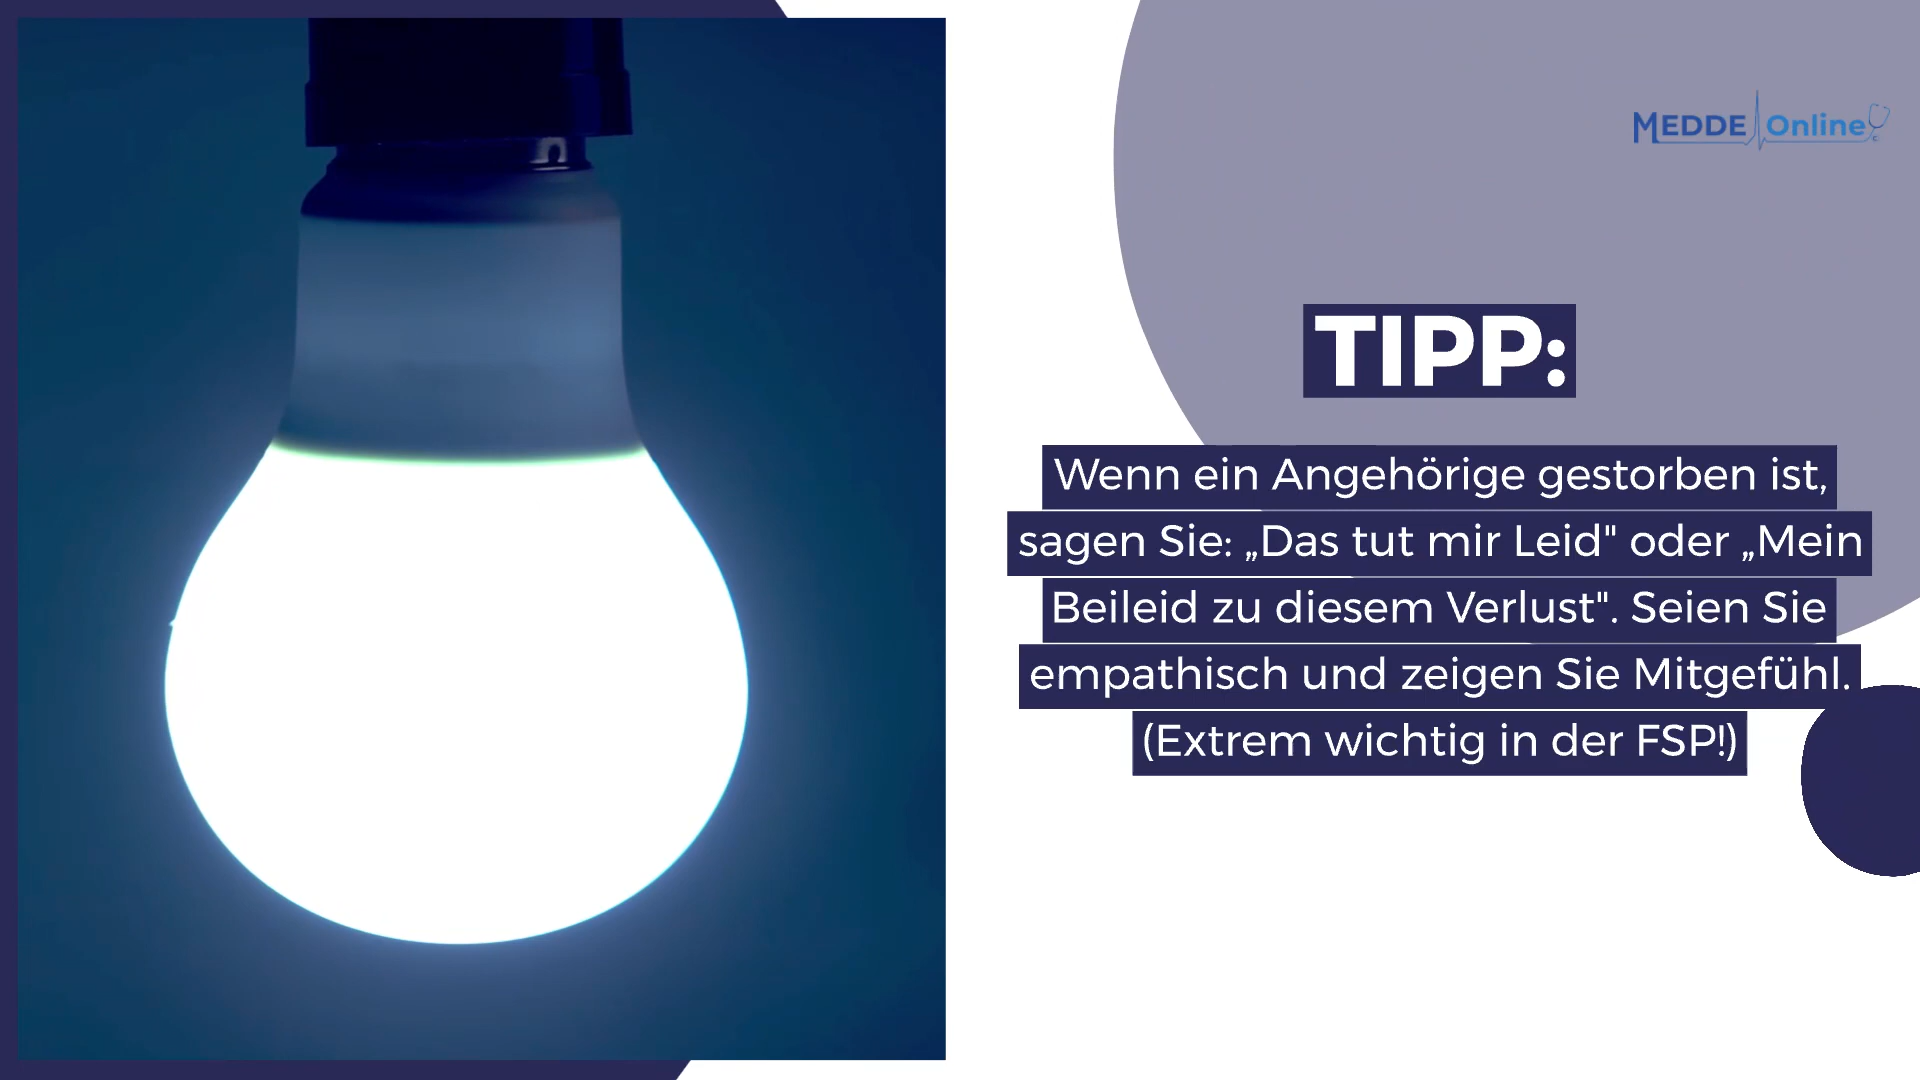 MEDDE Online
TIPP:
Wenn ein Angehörige gestorben ist,
sagen Sie: „Das tut mir Leid" oder „Mein
Beileid zu diesem Verlust". Seien Sie
empathisch und zeigen Sie Mitgefühl.
(Extrem wichtig in der FSP!)